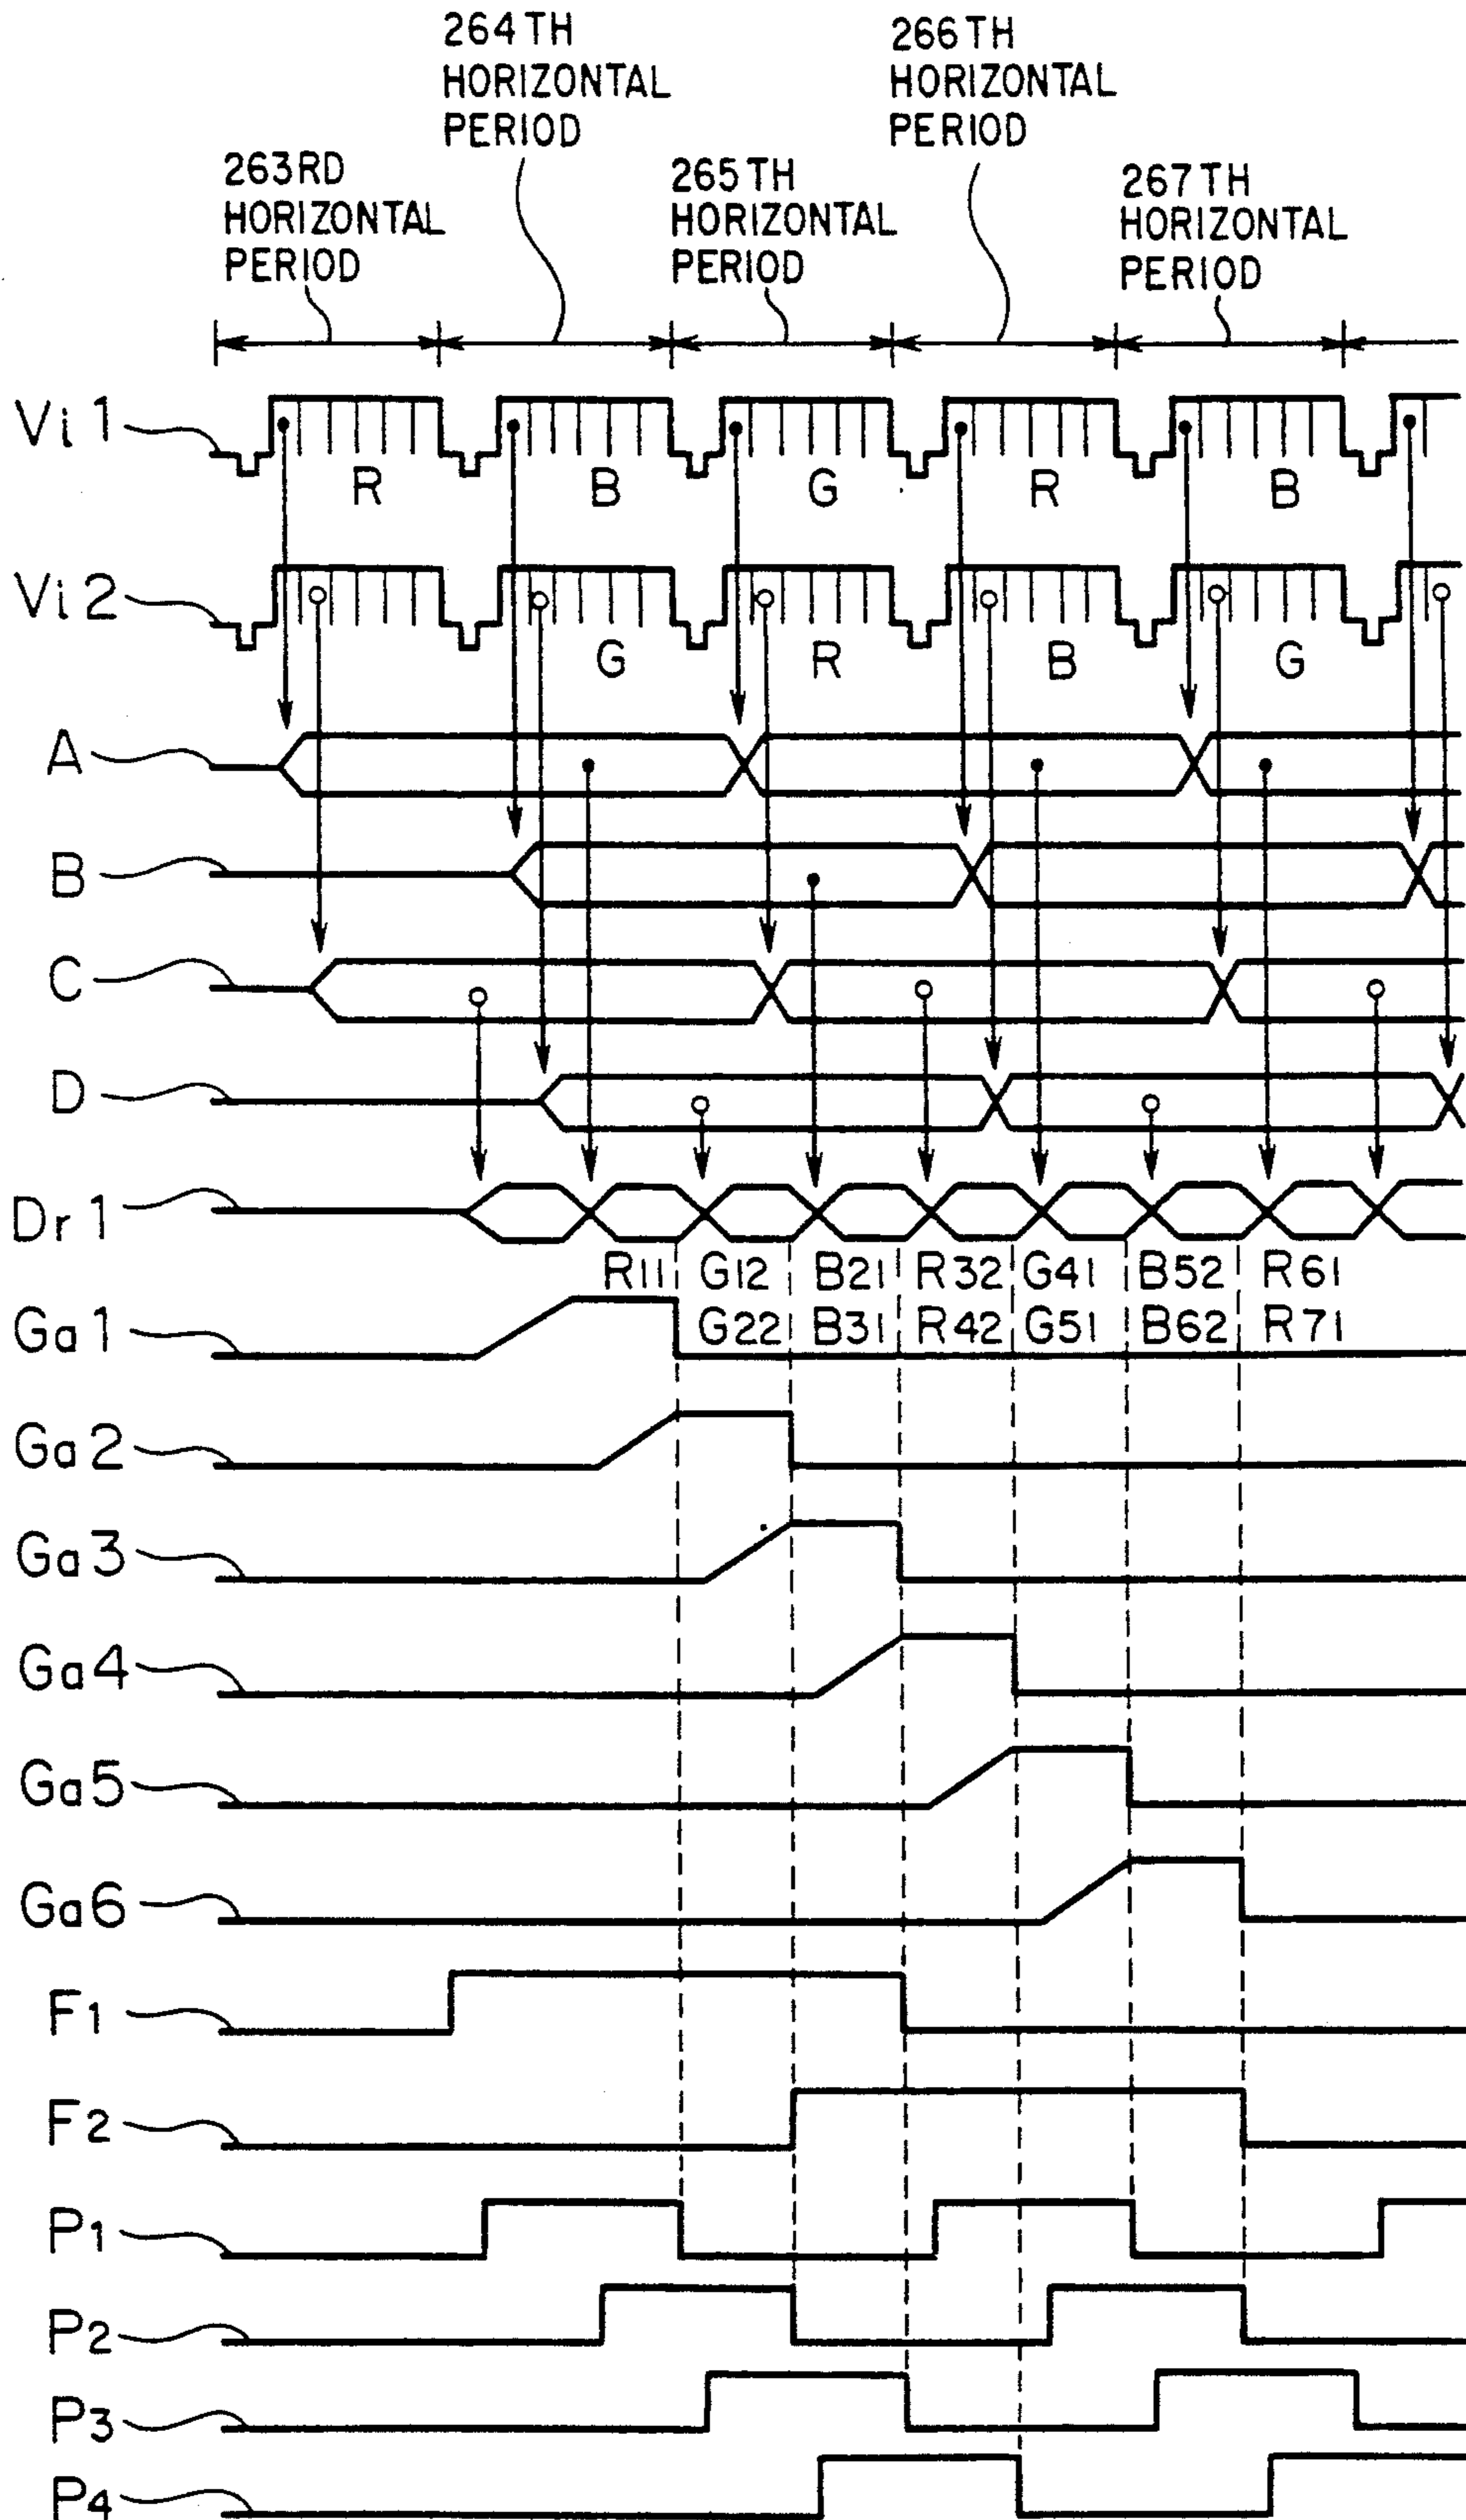 264TH
HORIZONTAL
PERIOD
266TH
HORIZONTAL
PERIOD
263RD
HORIZONTAL
PERIOD
265TH
HORIZONTAL
PERIOD
267TH
HORIZONTAL
PERIOD
Vi1
R B G R B
Vi2
G R B G
A
B
C
D
Dr1
R11 G12 B21 R32 G41 B52 R61
G22 B31 R42 G51 B62 R71
Ga1
Ga2
Ga3
Ga4
Ga5
Ga6
F1
F2
P1
P2
P3
P4